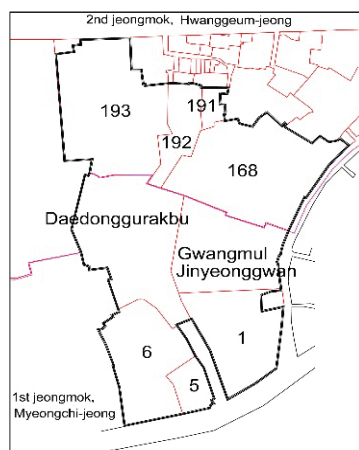 2nd jeongmok, Hwanggeum-jeong
193
191
192
168
Daedonggurakbu
Gwangmul
Jinyeonggwan
6
1
5
1st jeongmok,
Myeongchi-jeong